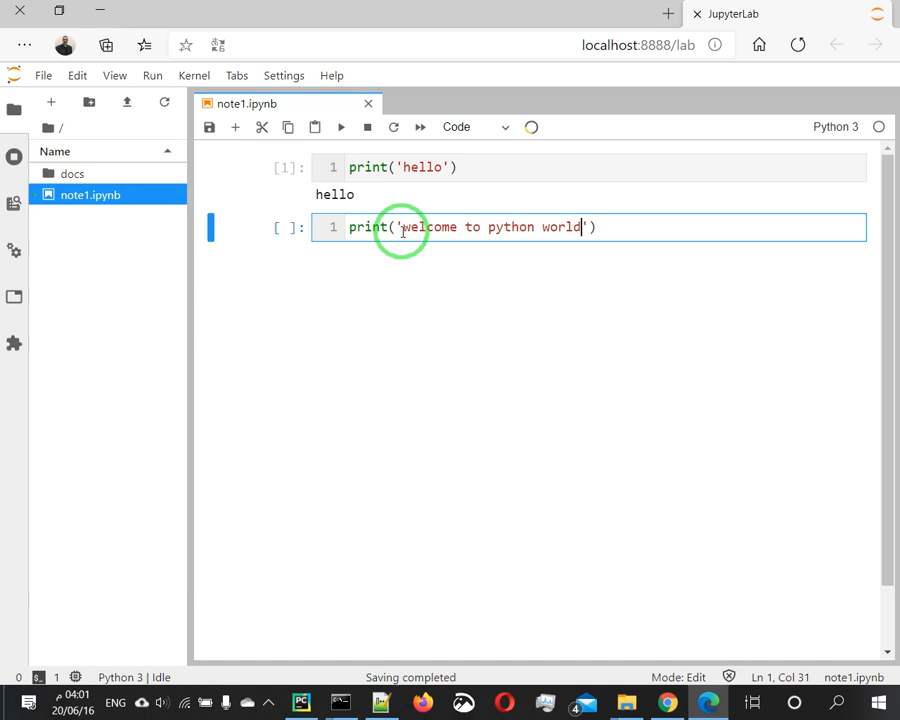 JupyterLab
localhost:8888/lab
File Edit View Run Kernel Tabs Settings Help
note1.ipynb
/
Code
Python 3
Name
docs
note1.ipynb
[1]: 1 print('hello')
hello
[ ]: 1 print('welcome to python world')
0 1 Python 3 | Idle Saving completed Mode: Edit Ln 1, Col 31 note1.ipynb
04:01 م
20/06/16
ENG
PC
4